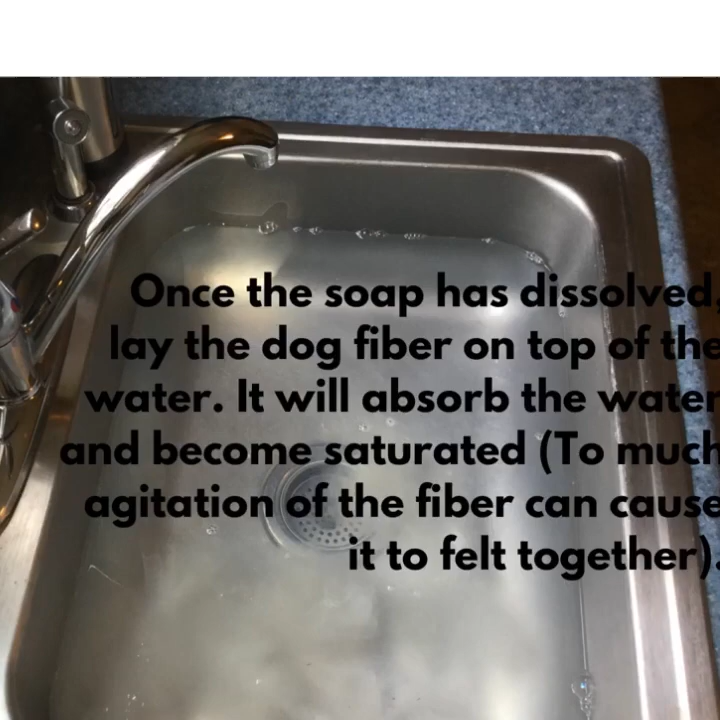 Once the soap has dissolved,
lay the dog fiber on top of the
water. It will absorb the water
and become saturated (To much
agitation of the fiber can cause
it to felt together).